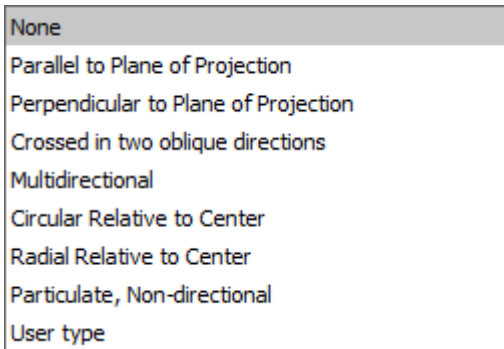 None
Parallel to Plane of Projection
Perpendicular to Plane of Projection
Crossed in two oblique directions
Multidirectional
Circular Relative to Center
Radial Relative to Center
Particulate, Non-directional
User type